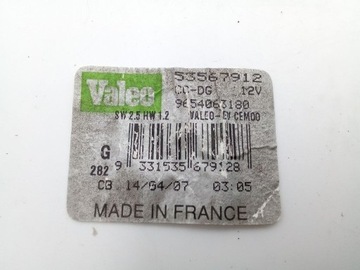 Valeo
53567912
CC-DG 12V
9654063180
SW 2.5 HW 1.2 VALEO-EV CEM00
G
282
9 331535 679128
CG 14/04/07 03:05
MADE IN FRANCE